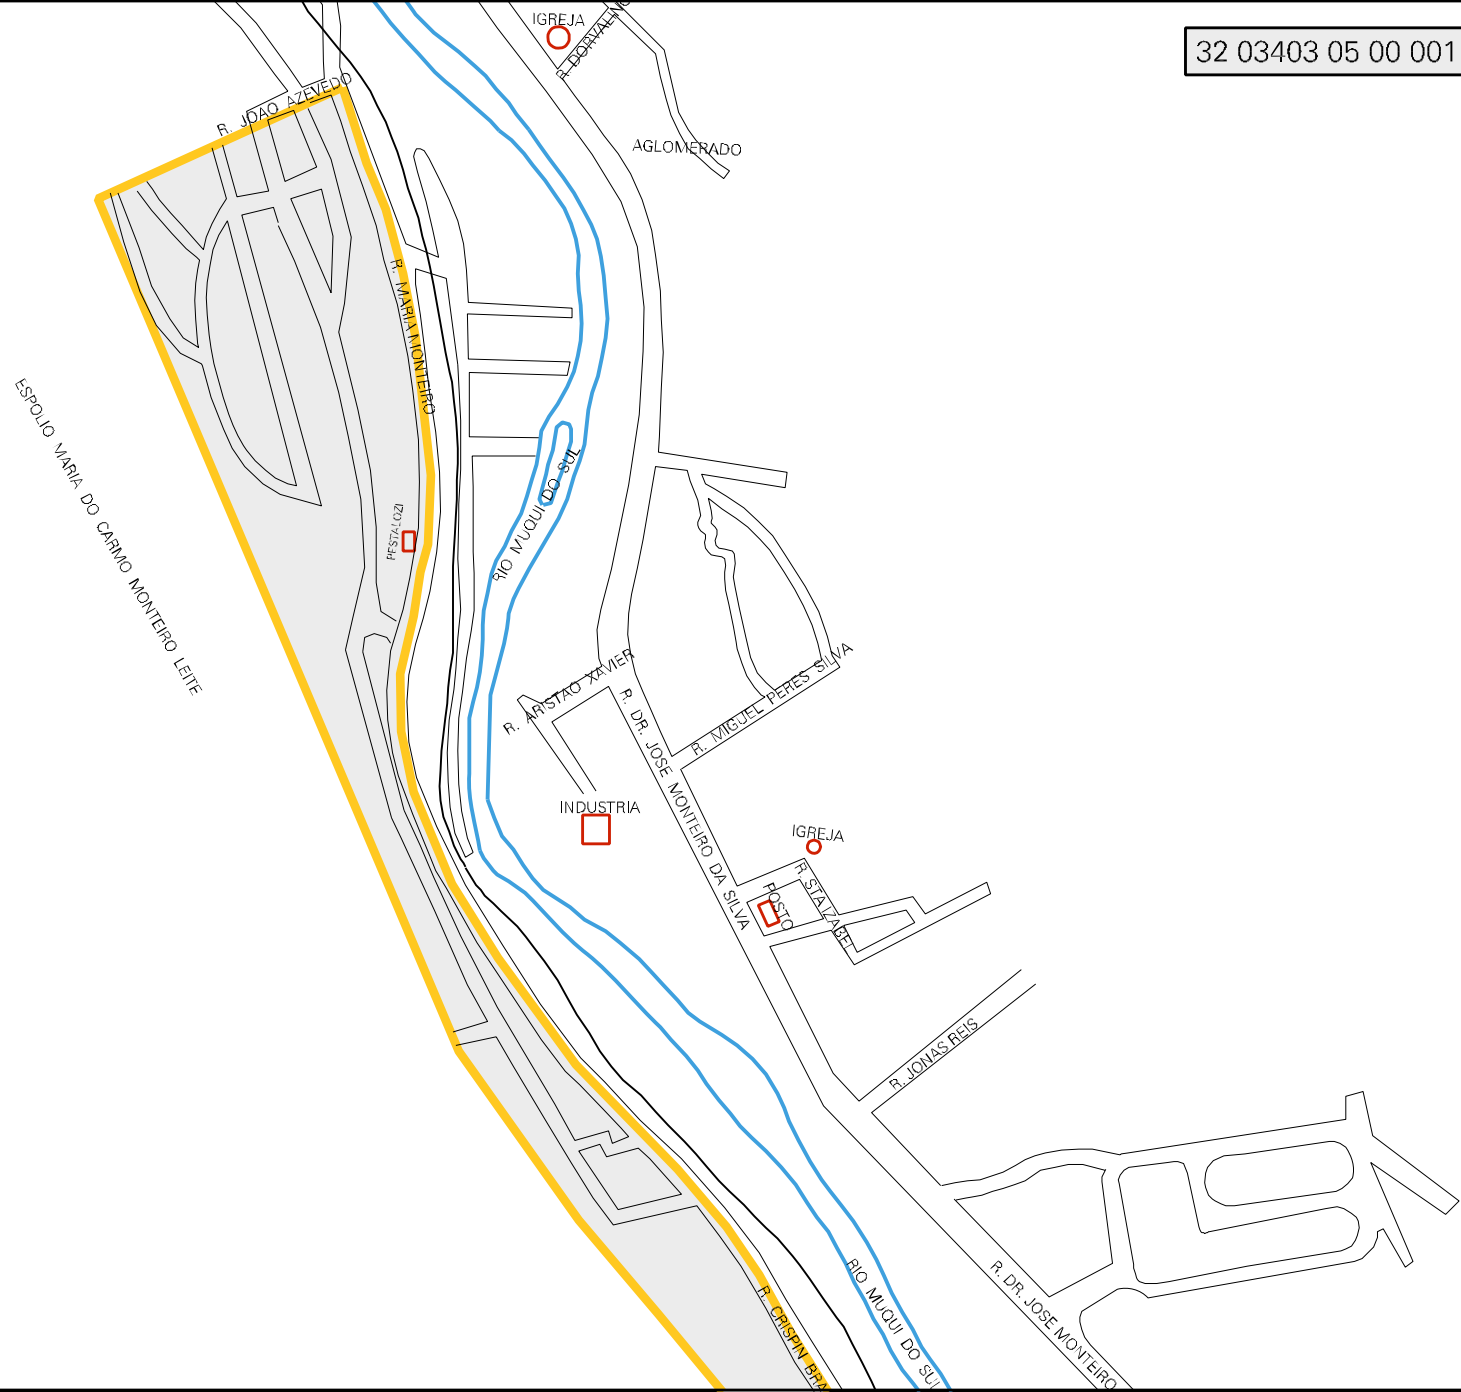 IGREJA
R. DORVALINO
32 03403 05 00 001
R. JOAO AZEVEDO
AGLOMERADO
R. MARIA MONTEIRO
ESPOLIO MARIA DO CARMO MONTEIRO LEITE
RIO MUQUI DO SUL
PESTALOZI
R. ARISTAO XAVIER
R. MIGUEL PERES SILVA
R. DR. JOSE MONTEIRO DA SILVA
INDUSTRIA
IGREJA
R. STA IZABEL
POSTO
R. JONAS REIS
RIO MUQUI DO SUL
R. DR. JOSE MONTEIRO
R. CRISPIN BRA